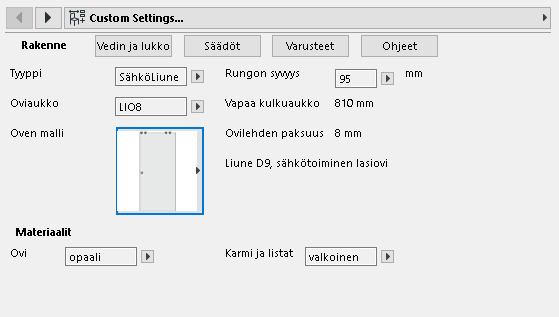 Custom Settings...
Rakenne Vedin ja lukko Säädöt Varusteet Ohjeet
Tyyppi SähköLiune Rungon syvyys 95 mm
Oviaukko LIO8 Vapaa kulkuaukko 810 mm
Oven malli Ovilehden paksuus 8 mm
Liune D9, sähkötoiminen lasiovi
Materiaalit
Ovi opaali Karmi ja listat valkoinen